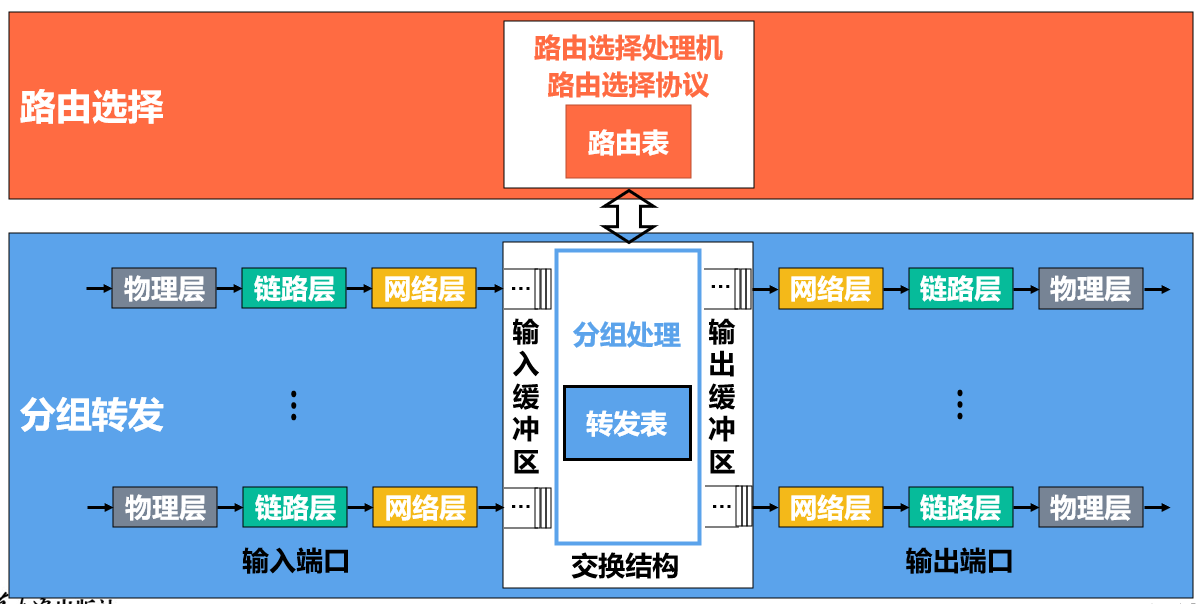 路由选择处理机
路由选择协议
路由选择
路由表
物理层
链路层
网络层
…
…
网络层
链路层
物理层
输入缓冲区
分组处理
输出缓冲区
分组转发
转发表
物理层
链路层
网络层
…
…
网络层
链路层
物理层
输入端口
交换结构
输出端口